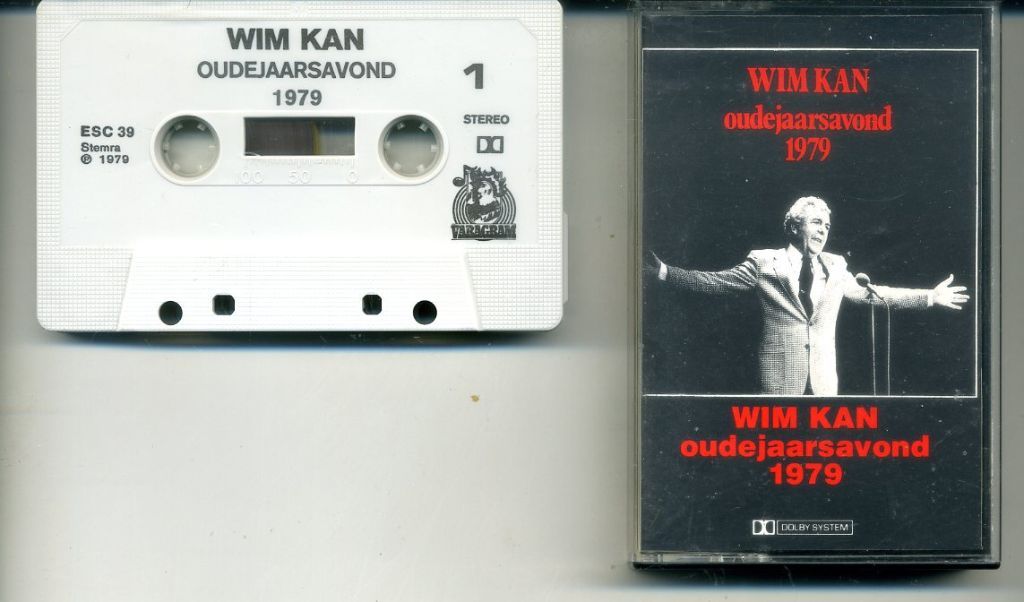 WIM KAN
OUDEJAARSAVOND
1979
1
ESC 39
Stemra
℗ 1979
STEREO
100 50 0
VARAGRAM
WIM KAN
oudejaarsavond
1979
WIM KAN
oudejaarsavond
1979
DOLBY SYSTEM